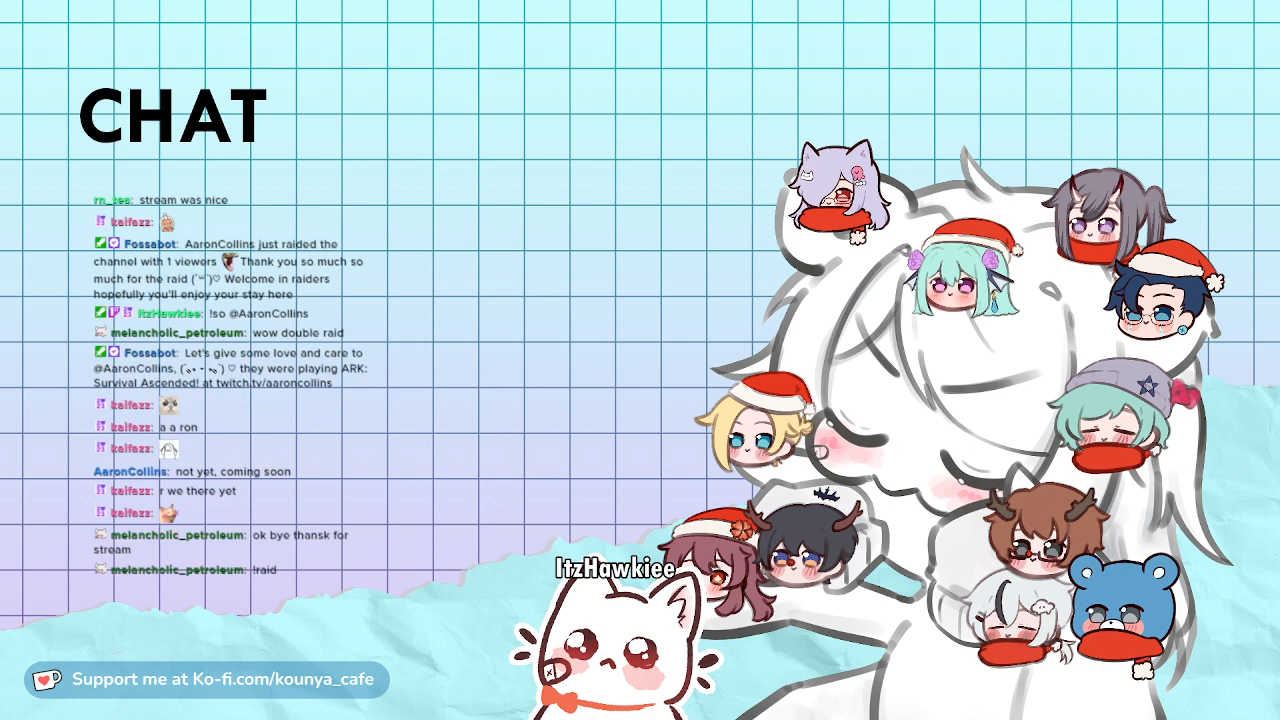 CHAT
rn_tea: stream was nice
kaifazz:
Fossabot: AaronCollins just raided the
channel with 1 viewers Thank you so much so
much for the raid (˘ᵕ˘)♡ Welcome in raiders
hopefully you'll enjoy your stay here
ItzHawkiee: !so @AaronCollins
melancholic_petroleum: wow double raid
Fossabot: Let's give some love and care to
@AaronCollins, ♡ they were playing ARK:
Survival Ascended! at twitch.tv/aaroncollins
kaifazz:
kaifazz: a a ron
kaifazz:
AaronCollins: not yet, coming soon
kaifazz: r we there yet
kaifazz:
melancholic_petroleum: ok bye thansk for
stream
melancholic_petroleum: !raid
ItzHawkiee
Support me at Ko-fi.com/kounya_cafe